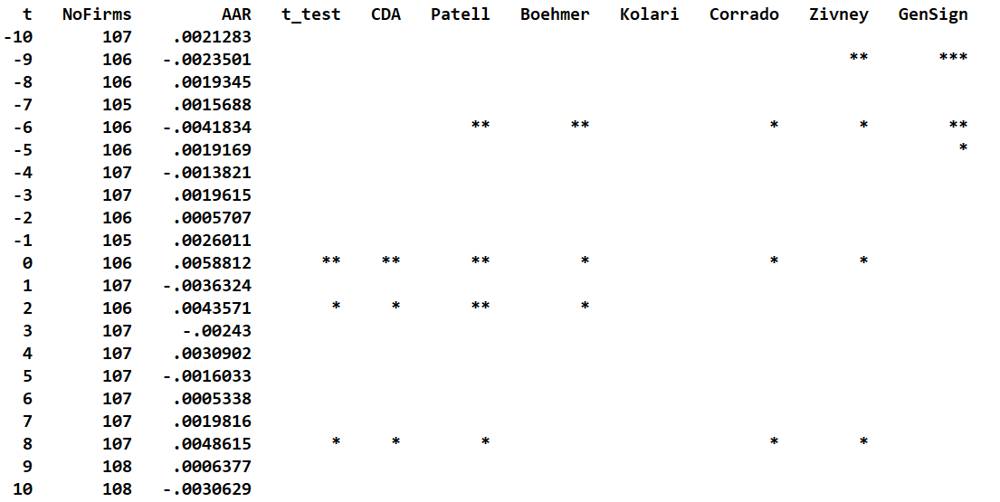 t NoFirms AAR t_test CDA Patell Boehmer Kolari Corrado Zivney GenSign
-10 107 .0021283
-9 106 -.0023501 ** ***
-8 106 .0019345
-7 105 .0015688
-6 106 -.0041834 ** ** * * **
-5 106 .0019169 *
-4 107 -.0013821
-3 107 .0019615
-2 106 .0005707
-1 105 .0026011
0 106 .0058812 ** ** ** * * *
1 107 -.0036324
2 106 .0043571 * * ** *
3 107 -.00243
4 107 .0030902
5 107 -.0016033
6 107 .0005338
7 107 .0019816
8 107 .0048615 * * * * *
9 108 .0006377
10 108 -.0030629